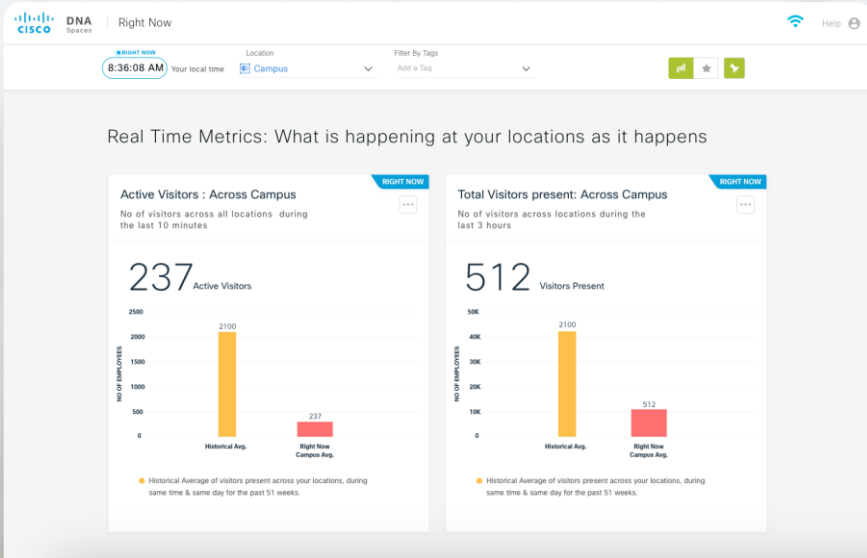 CISCO
DNA
Spaces
Right Now
Help
RIGHT NOW
8:36:08 AM
Your local time
Location
Campus
Filter By Tags
Add a Tag
Real Time Metrics: What is happening at your locations as it happens
RIGHT NOW
Active Visitors : Across Campus
No of visitors across all locations during
the last 10 minutes
237 Active Visitors
2500
2000
1500
1000
500
0
NO OF EMPLOYEES
2100
237
Historical Avg.
Right Now
Campus Avg.
Historical Average of visitors present across your locations, during
same time & same day for the past 51 weeks.
RIGHT NOW
Total Visitors present: Across Campus
No of visitors across locations during the
last 3 hours
512 Visitors Present
50K
40K
30K
20K
10K
0
NO OF EMPLOYEES
2100
512
Historical Avg.
Right Now
Campus Avg.
Historical Average of visitors present across your locations, during
same time & same day for the past 51 weeks.